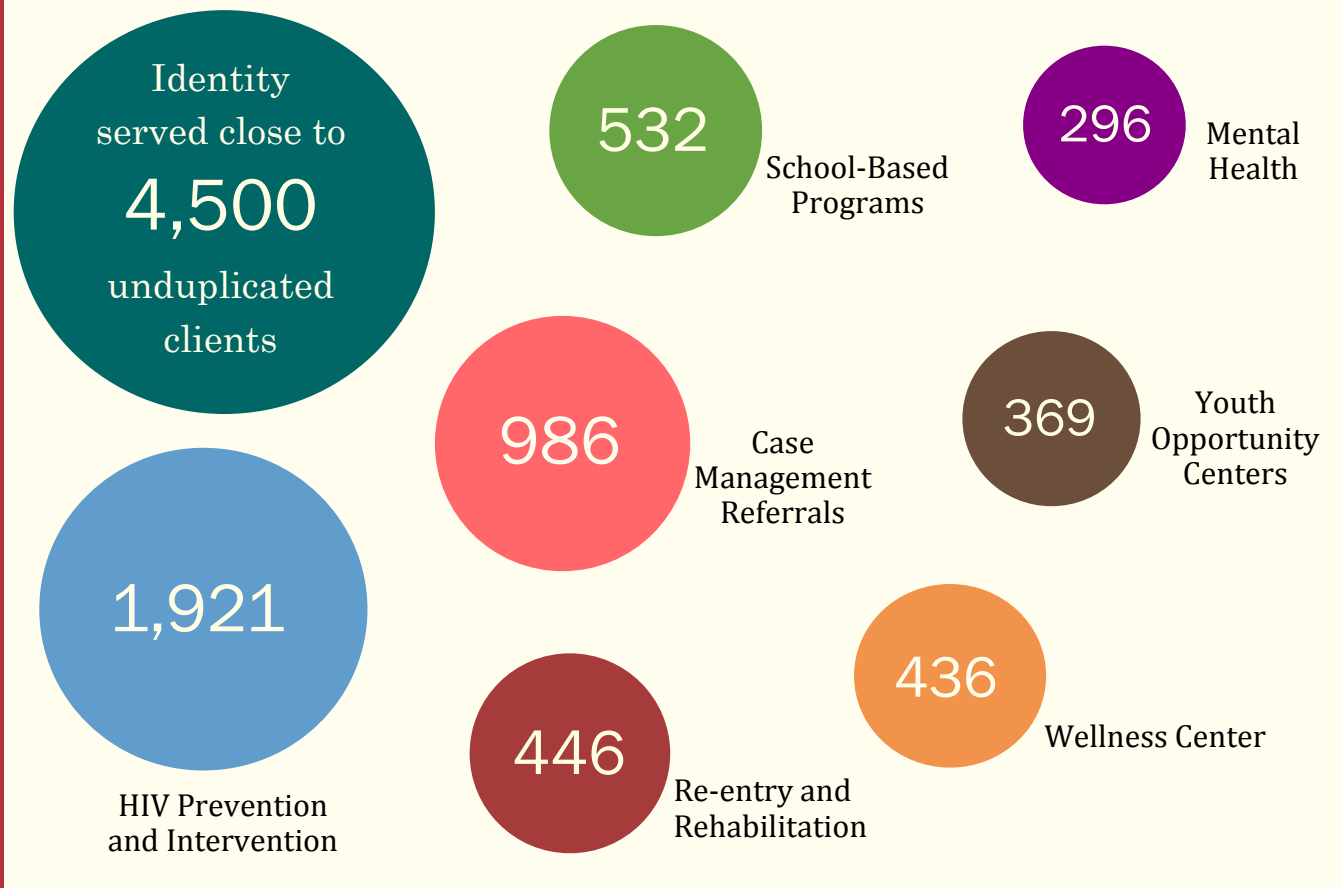 Identity
served close to
4,500
unduplicated
clients
532
School-Based
Programs
296
Mental
Health
986
Case
Management
Referrals
369
Youth
Opportunity
Centers
1,921
HIV Prevention
and Intervention
446
Re-entry and
Rehabilitation
436
Wellness Center